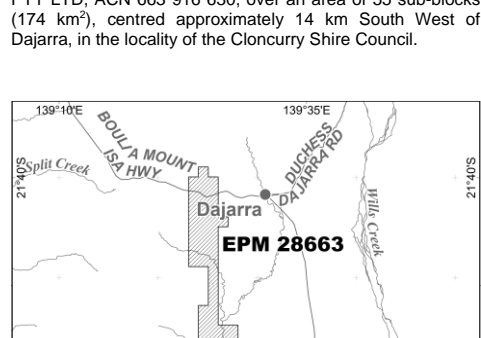 PTY LTD, ACN 663 916 630, over an area of 55 sub-blocks
(174 km²), centred approximately 14 km South West of
Dajarra, in the locality of the Cloncurry Shire Council.
139°10'E
139°35'E
BOULIA MOUNT
ISA HWY
DUCHESS
DAJARRA RD
Split Creek
21°40'S
21°40'S
Wills Creek
Dajarra
EPM 28663